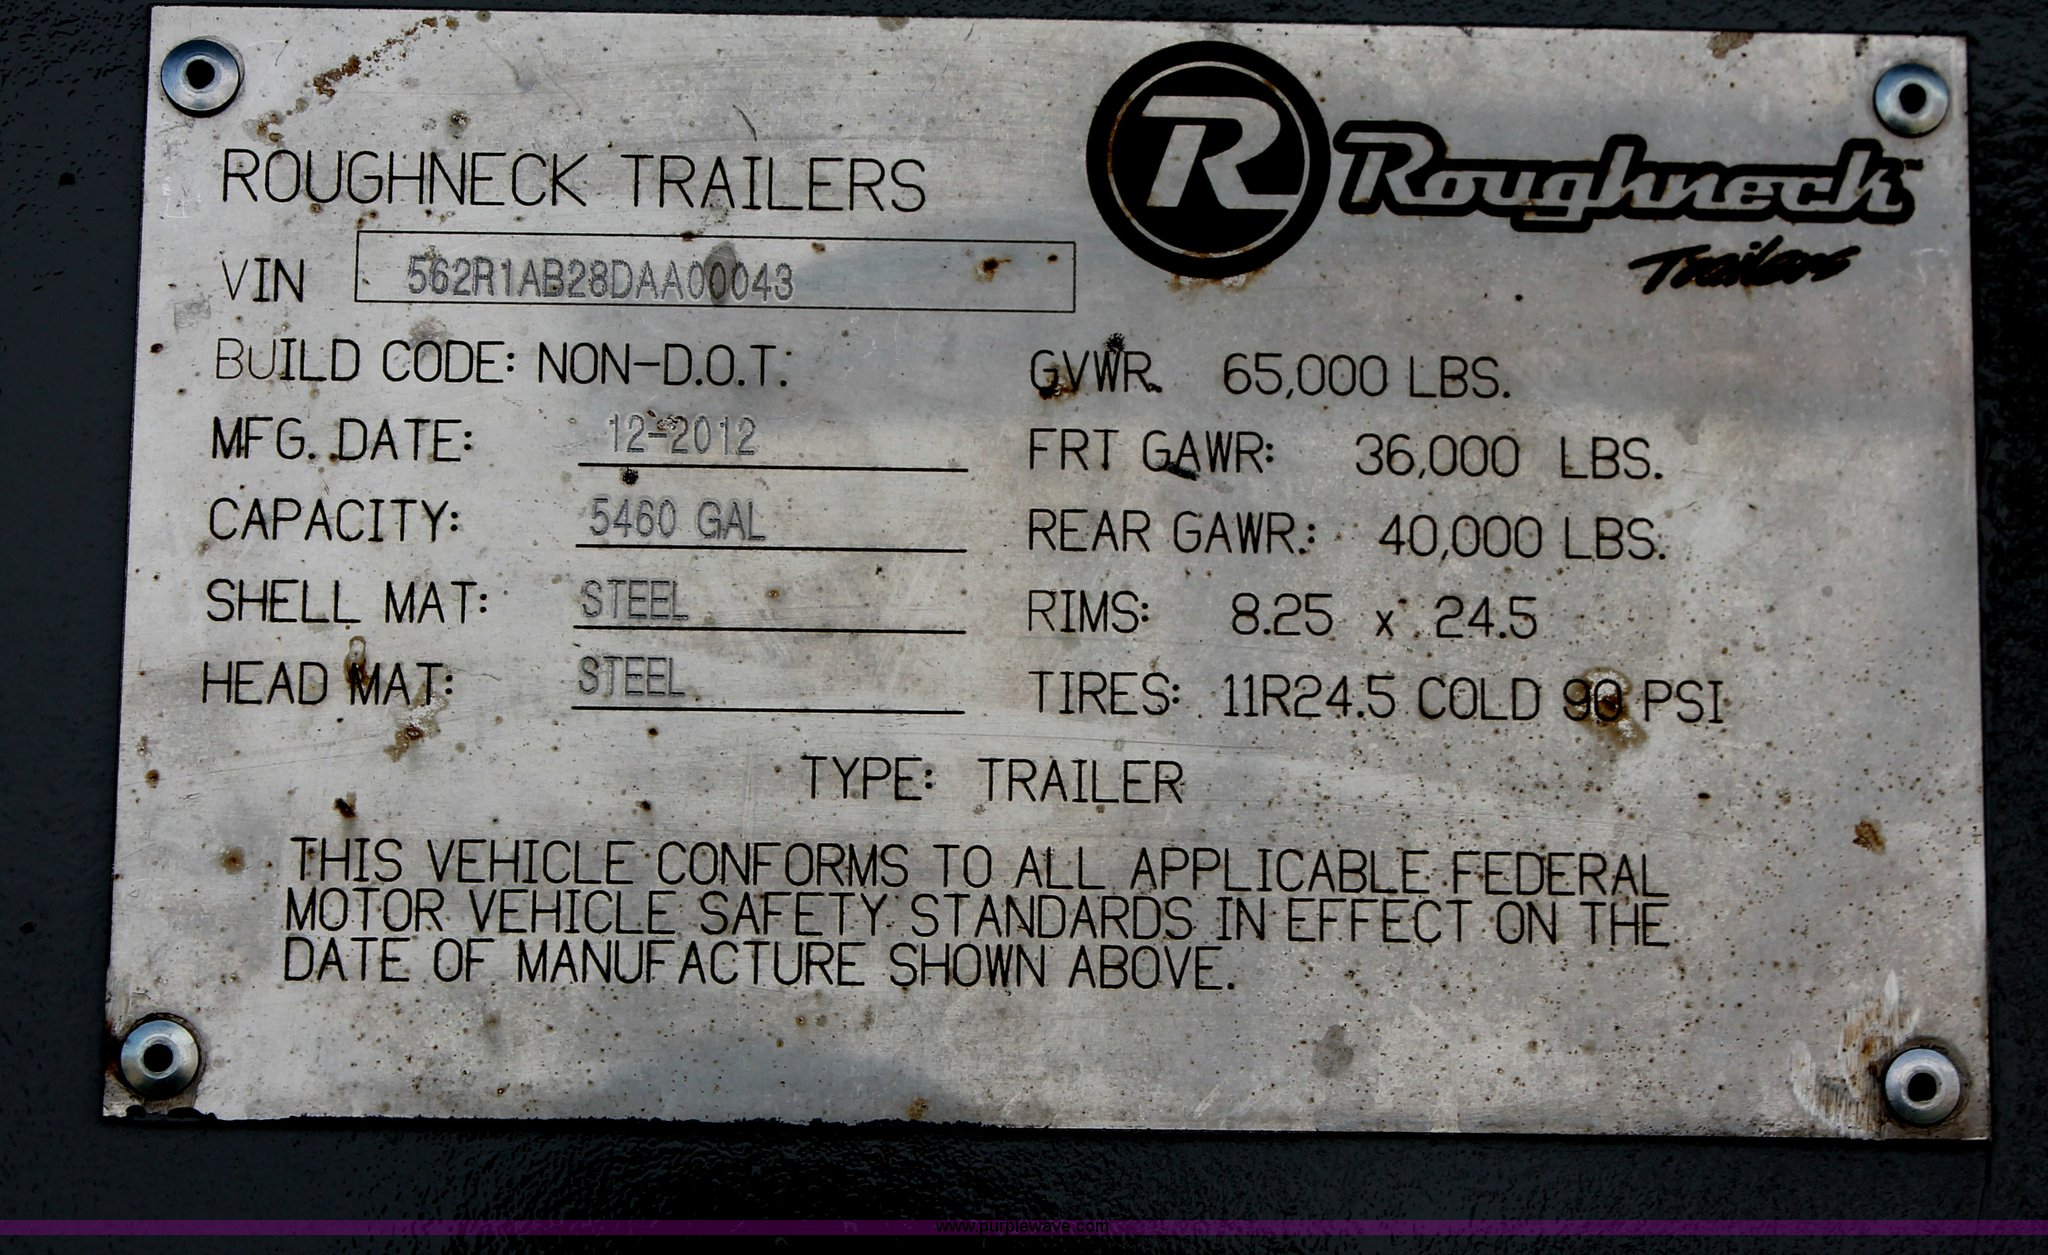 ROUGHNECK TRAILERS
R Roughneck™
Trailers
VIN 562R1AB28DAA00043
BUILD CODE: NON-D.O.T.
GVWR. 65,000 LBS.
MFG. DATE: 12-2012
FRT GAWR: 36,000 LBS.
CAPACITY: 5460 GAL
REAR GAWR.: 40,000 LBS.
SHELL MAT: STEEL
RIMS: 8.25 x 24.5
HEAD MAT: STEEL
TIRES: 11R24.5 COLD 90 PSI
TYPE: TRAILER
THIS VEHICLE CONFORMS TO ALL APPLICABLE FEDERAL
MOTOR VEHICLE SAFETY STANDARDS IN EFFECT ON THE
DATE OF MANUFACTURE SHOWN ABOVE.
www.purplewave.com